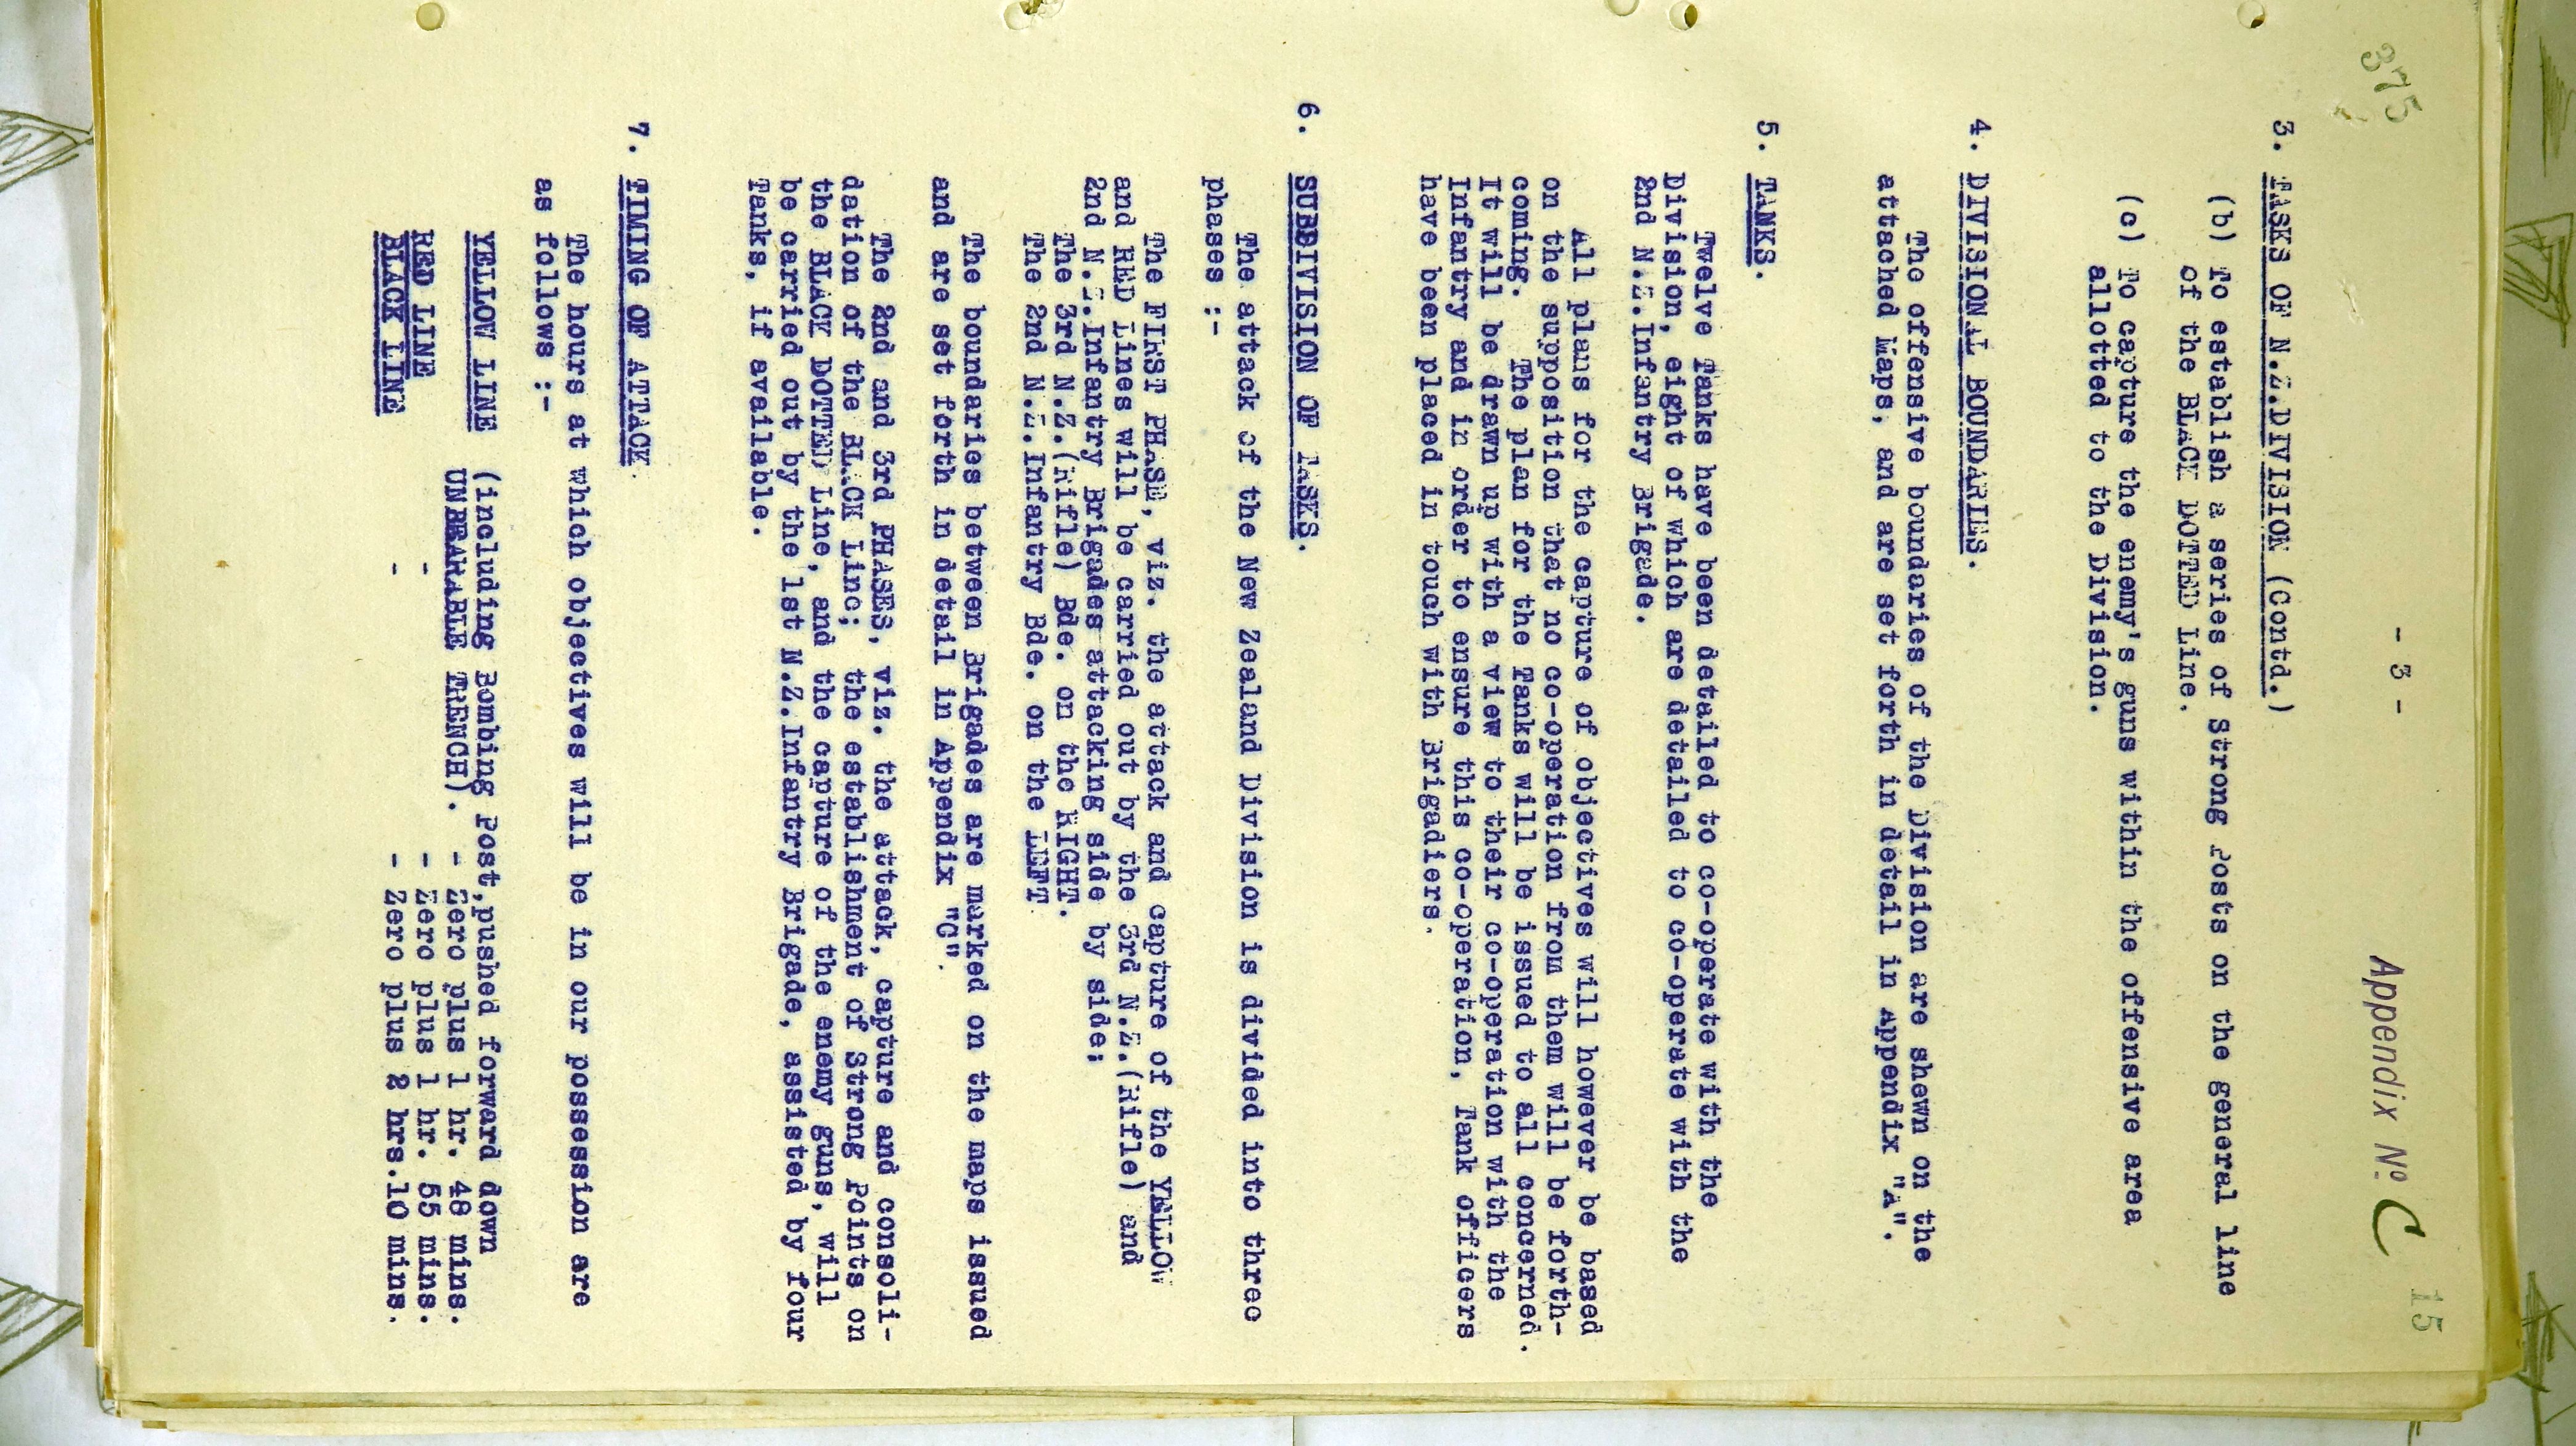 375
- 3 -
Appendix No C 15
3. TASKS OF N.Z.DIVISION (Contd.)
(b) To establish a series of Strong Posts on the general line
of the BLACK DOTTED Line.
(c) To capture the enemy's guns within the offensive area
allotted to the Division.
4. DIVISIONAL BOUNDARIES.
The offensive boundaries of the Division are shewn on the
attached Maps, and are set forth in detail in Appendix "A".
5. TANKS.
Twelve Tanks have been detailed to co-operate with the
Division, eight of which are detailed to co-operate with the
2nd N.Z.Infantry Brigade.
All plans for the capture of objectives will however be based
on the supposition that no co-operation from them will be forth-
coming. The plan for the Tanks will be issued to all concerned.
It will be drawn up with a view to their co-operation with the
Infantry and in order to ensure this co-operation, Tank officers
have been placed in touch with Brigadiers.
6. SUBDIVISION OF TASKS.
The attack of the New Zealand Division is divided into three
phases :-
The FIRST PHASE, viz. the attack and capture of the YELLOW
and RED Lines will be carried out by the 3rd N.Z.(Rifle) and
2nd N.Z.Infantry Brigades attacking side by side;
The 3rd N.Z.(Rifle) Bde. on the RIGHT.
The 2nd N.Z.Infantry Bde. on the LEFT
The boundaries between Brigades are marked on the maps issued
and are set forth in detail in Appendix "C".
The 2nd and 3rd PHASES, viz. the attack, capture and consoli-
dation of the BLACK Line; the establishment of Strong Points on
the BLACK DOTTED Line, and the capture of the enemy guns, will
be carried out by the 1st N.Z.Infantry Brigade, assisted by four
Tanks, if available.
7. TIMING OF ATTACK.
The hours at which objectives will be in our possession are
as follows :-
YELLOW LINE (including Bombing Post,pushed forward down
UNBEARABLE TRENCH). - Zero plus 1 hr. 48 mins.
RED LINE - - Zero plus 1 hr. 55 mins.
BLACK LINE - - Zero plus 2 hrs.10 mins.